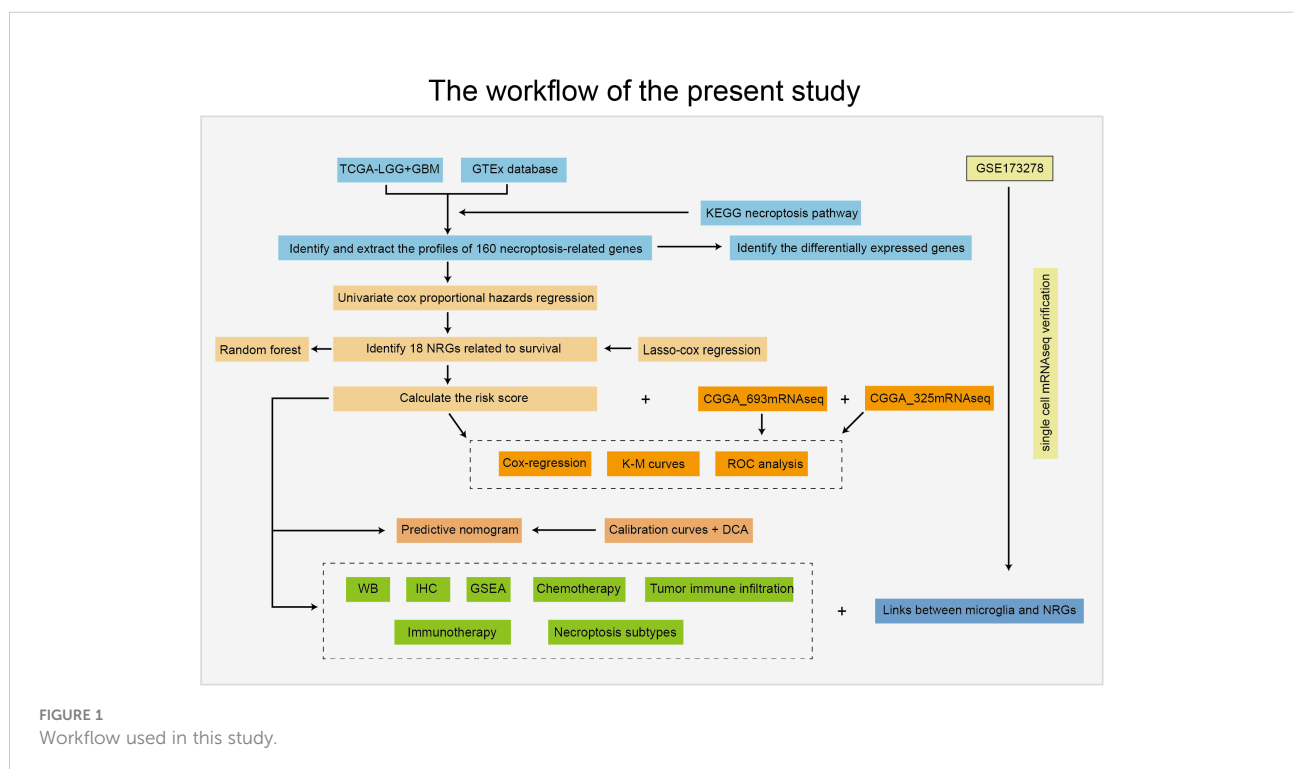 The workflow of the present study
TCGA-LGG+GBM
GTEx database
GSE173278
KEGG necroptosis pathway
Identify and extract the profiles of 160 necroptosis-related genes
Identify the differentially expressed genes
Univariate cox proportional hazards regression
single cell mRNAseq verification
Random forest
Identify 18 NRGs related to survival
Lasso-cox regression
Calculate the risk score
+
CGGA_693mRNAseq
+
CGGA_325mRNAseq
Cox-regression
K-M curves
ROC analysis
Predictive nomogram
Calibration curves + DCA
WB
IHC
GSEA
Chemotherapy
Tumor immune infiltration
Immunotherapy
Necroptosis subtypes
+
Links between microglia and NRGs
FIGURE 1
Workflow used in this study.